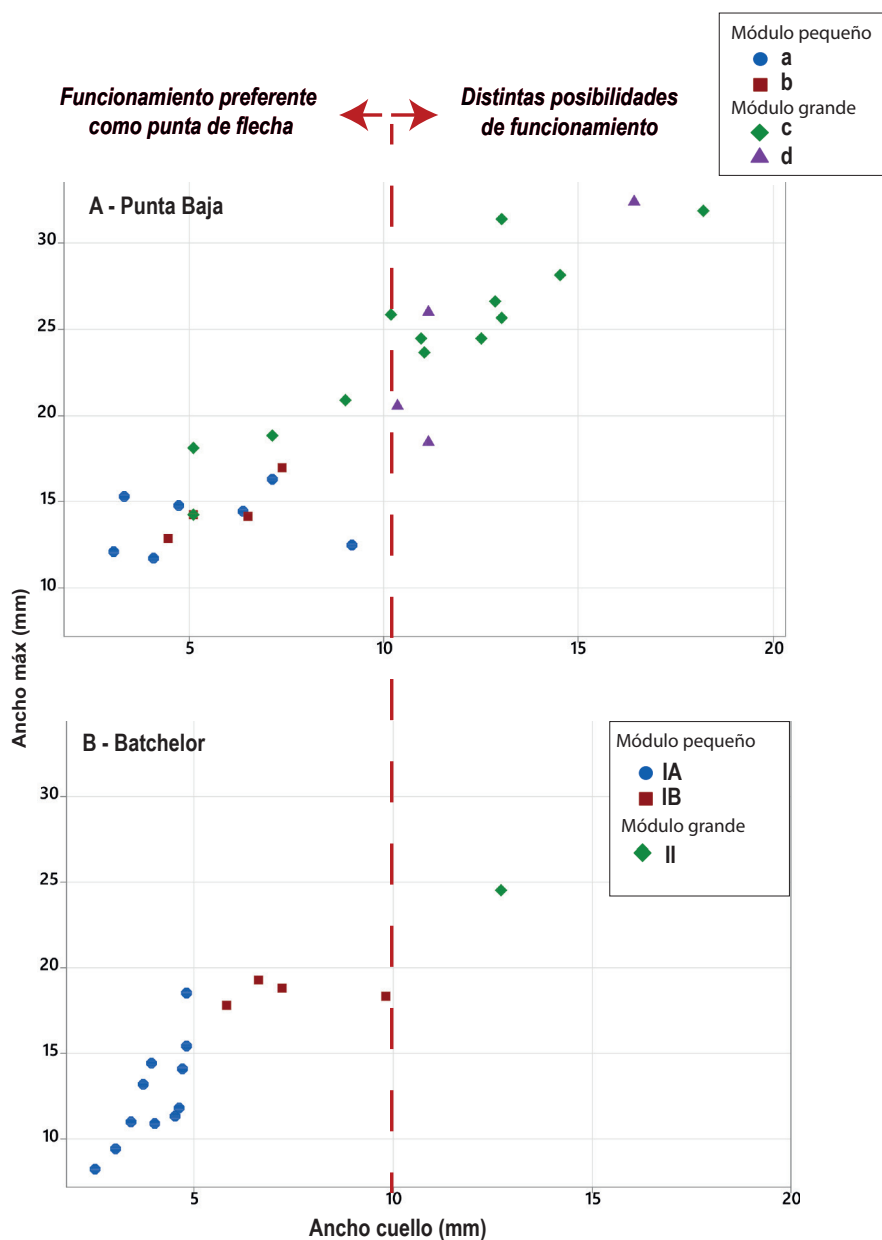 Módulo pequeño
a
b
Módulo grande
c
d
Funcionamiento preferente
como punta de flecha
Distintas posibilidades
de funcionamiento
A - Punta Baja
30
25
20
15
10
5
10
15
20
Ancho máx (mm)
B - Batchelor
Módulo pequeño
IA
IB
Módulo grande
II
30
25
20
15
10
5
10
15
20
Ancho cuello (mm)